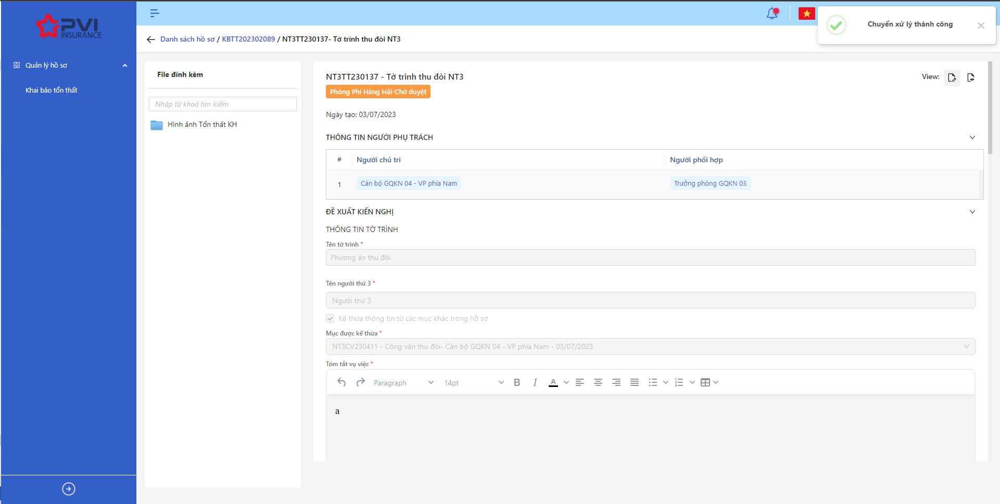 PVI
INSURANCE
Quản lý hồ sơ
Khai báo tổn thất
Chuyển xử lý thành công
Danh sách hồ sơ / KBTT202302089 / NT3TT230137- Tờ trình thu đòi NT3
File đính kèm
Nhập từ khoá tìm kiếm
Hình ảnh Tổn thất KH
NT3TT230137 - Tờ trình thu đòi NT3
View:
Phòng Phi Hàng Hải-Chờ duyệt
Ngày tạo: 03/07/2023
THÔNG TIN NGƯỜI PHỤ TRÁCH
# Người chủ trì Người phối hợp
1 Cán bộ GQKN 04 - VP phía Nam Trưởng phòng GQKN 03
ĐỀ XUẤT KIẾN NGHỊ
THÔNG TIN TỜ TRÌNH
Tên tờ trình *
Phương án thu đòi
Tên người thứ 3 *
Người thứ 3
Kế thừa thông tin từ các mục khác trong hồ sơ
Mục được kế thừa *
NT3CV230411 - Công văn thu đòi- Cán bộ GQKN 04 - VP phía Nam - 03/07/2023
Tóm tắt vụ việc *
Paragraph 14pt B I A
a